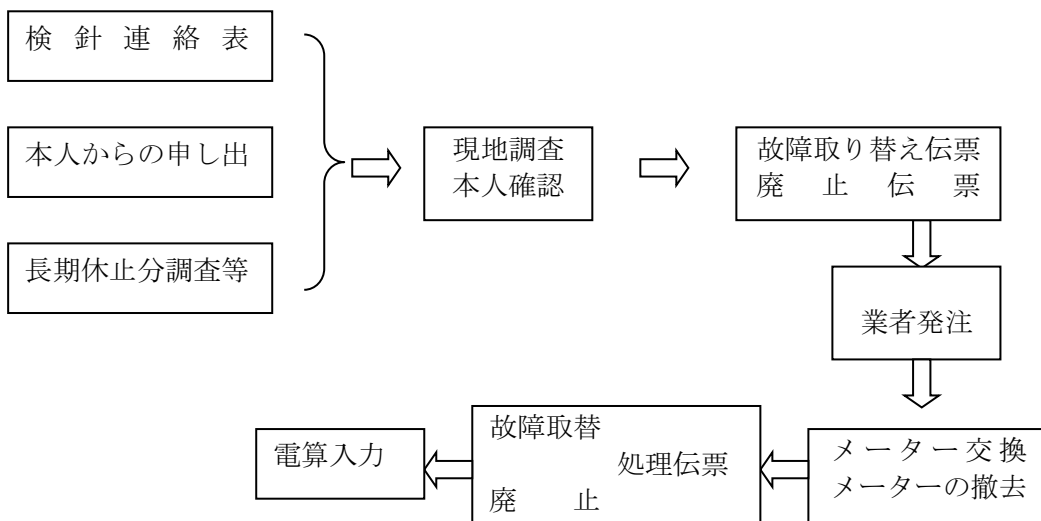 検針連絡表
本人からの申し出
長期休止分調査等
現地調査
本人確認
故障取り替え伝票
廃止伝票
業者発注
メーター交換
メーターの撤去
故障取替
処理伝票
廃止
電算入力